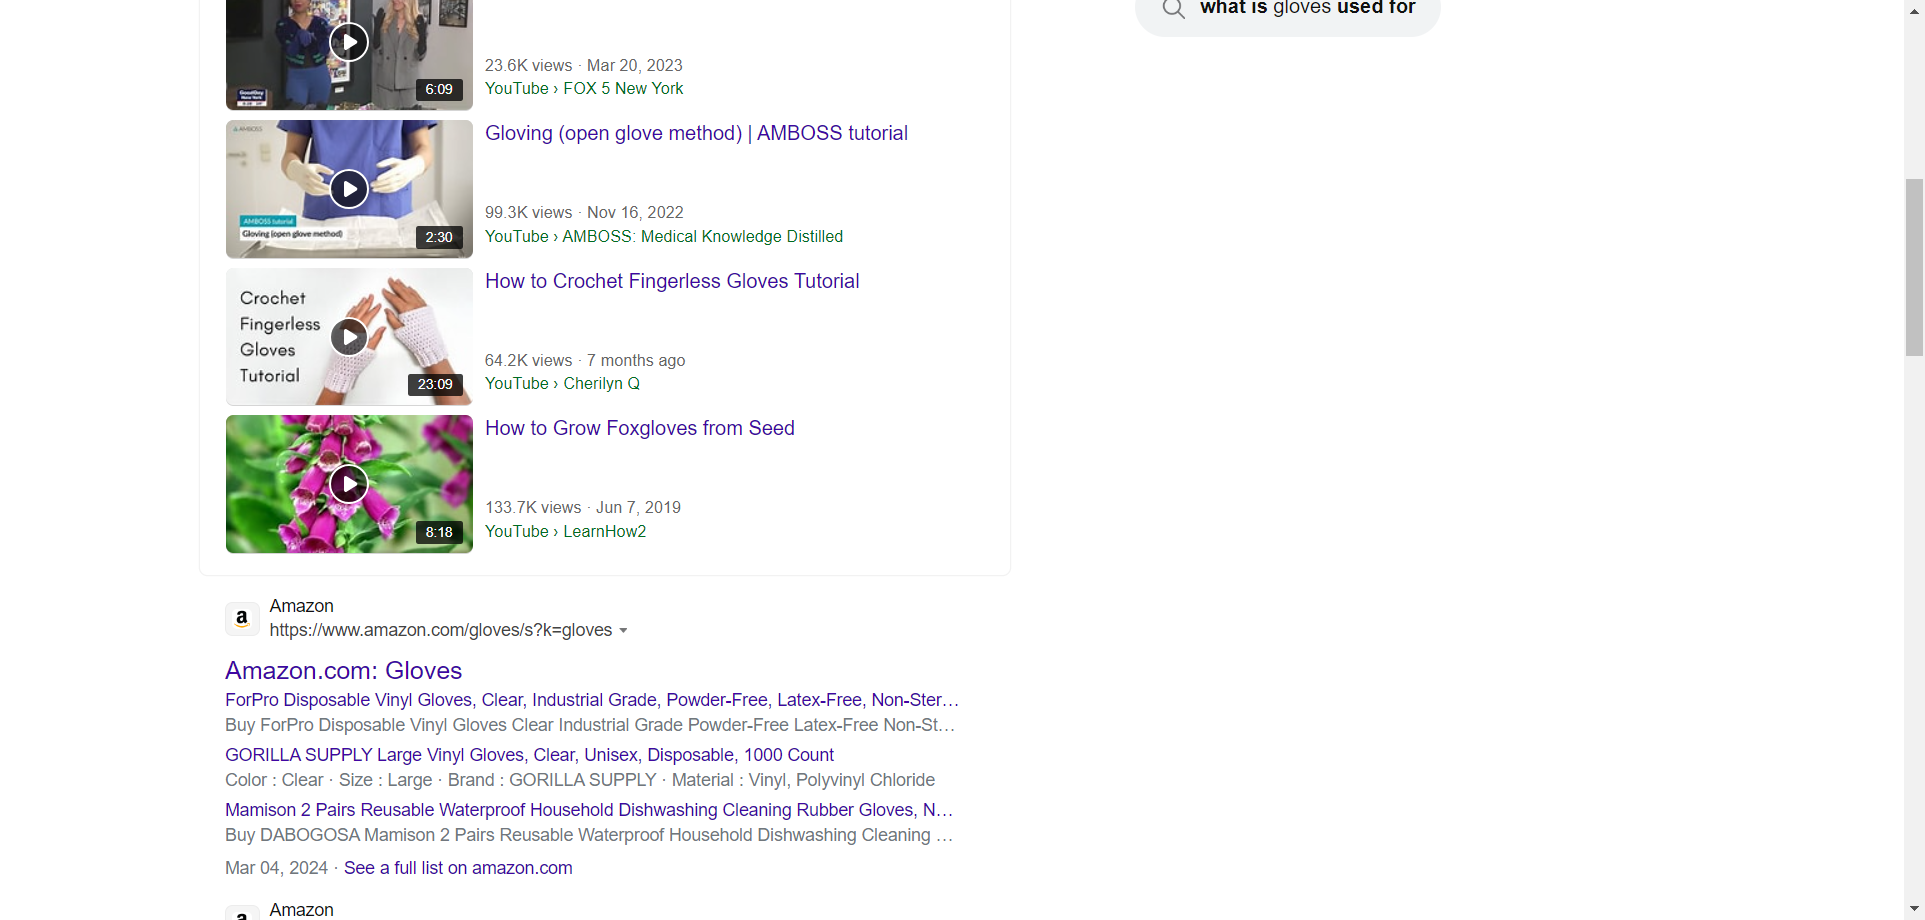 what is gloves used for
6:09
23.6K views · Mar 20, 2023
YouTube › FOX 5 New York
AMBOSS
AMBOSS tutorial
Gloving (open glove method)
2:30
Gloving (open glove method) | AMBOSS tutorial
99.3K views · Nov 16, 2022
YouTube › AMBOSS: Medical Knowledge Distilled
Crochet
Fingerless
Gloves
Tutorial
23:09
How to Crochet Fingerless Gloves Tutorial
64.2K views · 7 months ago
YouTube › Cherilyn Q
8:18
How to Grow Foxgloves from Seed
133.7K views · Jun 7, 2019
YouTube › LearnHow2
a
Amazon
https://www.amazon.com/gloves/s?k=gloves
Amazon.com: Gloves
ForPro Disposable Vinyl Gloves, Clear, Industrial Grade, Powder-Free, Latex-Free, Non-Ster…
Buy ForPro Disposable Vinyl Gloves Clear Industrial Grade Powder-Free Latex-Free Non-St…
GORILLA SUPPLY Large Vinyl Gloves, Clear, Unisex, Disposable, 1000 Count
Color : Clear · Size : Large · Brand : GORILLA SUPPLY · Material : Vinyl, Polyvinyl Chloride
Mamison 2 Pairs Reusable Waterproof Household Dishwashing Cleaning Rubber Gloves, N…
Buy DABOGOSA Mamison 2 Pairs Reusable Waterproof Household Dishwashing Cleaning …
Mar 04, 2024 · See a full list on amazon.com
a
Amazon